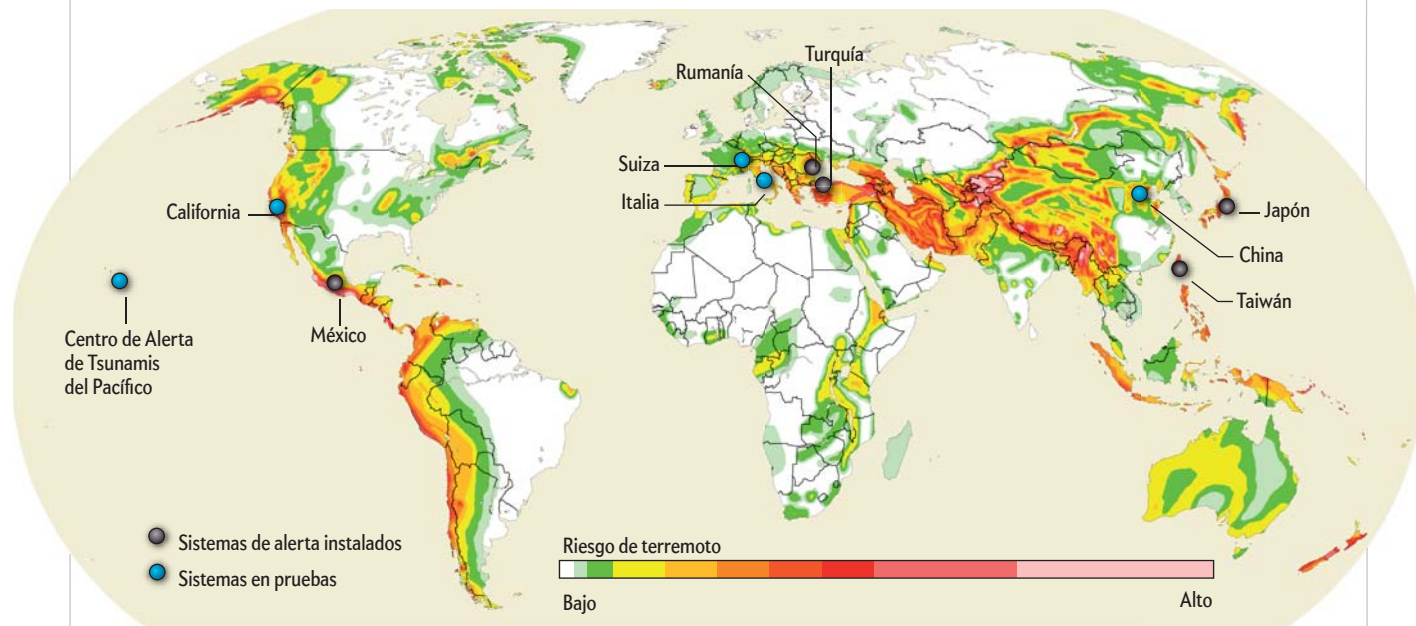 Turquía
Rumanía
Suiza
Italia
California
Japón
China
Taiwán
México
Centro de Alerta
de Tsunamis
del Pacífico
Sistemas de alerta instalados
Sistemas en pruebas
Riesgo de terremoto
Bajo
Alto